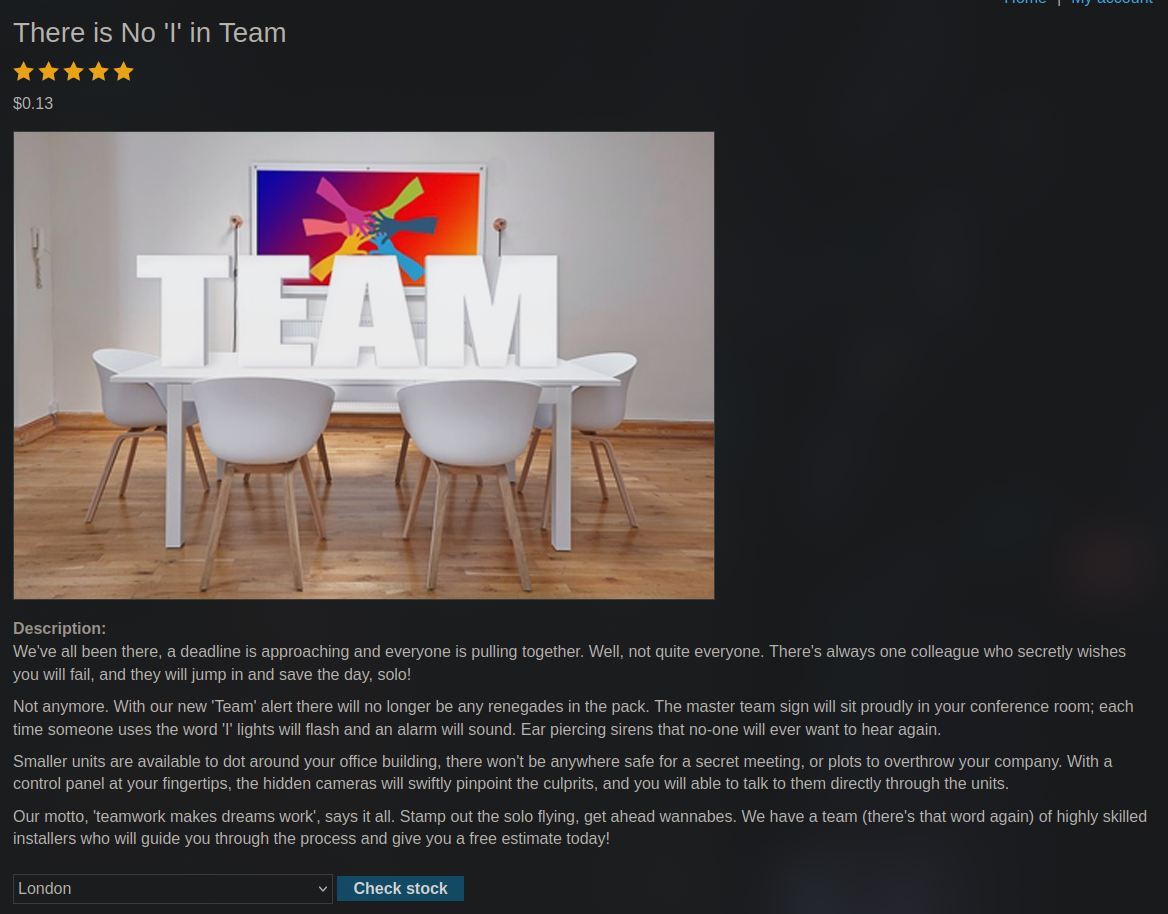 Home | My account
There is No 'I' in Team
$0.13
TEAM
Description:
We've all been there, a deadline is approaching and everyone is pulling together. Well, not quite everyone. There's always one colleague who secretly wishes
you will fail, and they will jump in and save the day, solo!
Not anymore. With our new 'Team' alert there will no longer be any renegades in the pack. The master team sign will sit proudly in your conference room; each
time someone uses the word 'I' lights will flash and an alarm will sound. Ear piercing sirens that no-one will ever want to hear again.
Smaller units are available to dot around your office building, there won't be anywhere safe for a secret meeting, or plots to overthrow your company. With a
control panel at your fingertips, the hidden cameras will swiftly pinpoint the culprits, and you will able to talk to them directly through the units.
Our motto, 'teamwork makes dreams work', says it all. Stamp out the solo flying, get ahead wannabes. We have a team (there's that word again) of highly skilled
installers who will guide you through the process and give you a free estimate today!
London
Check stock